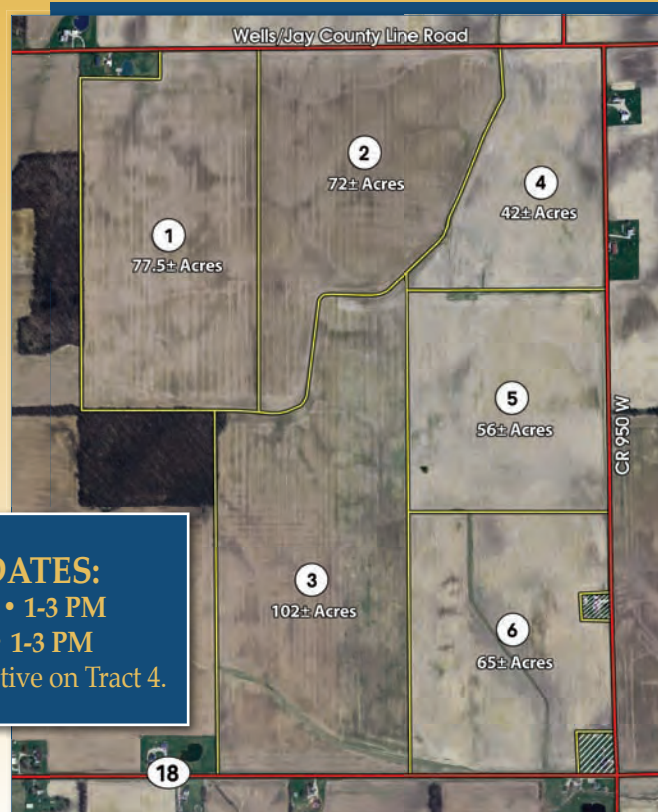 Wells/Jay County Line Road
1
77.5± Acres
2
72± Acres
4
42± Acres
5
56± Acres
CR 950 W
3
102± Acres
6
65± Acres
18
DATES:
• 1-3 PM
1-3 PM
tive on Tract 4.